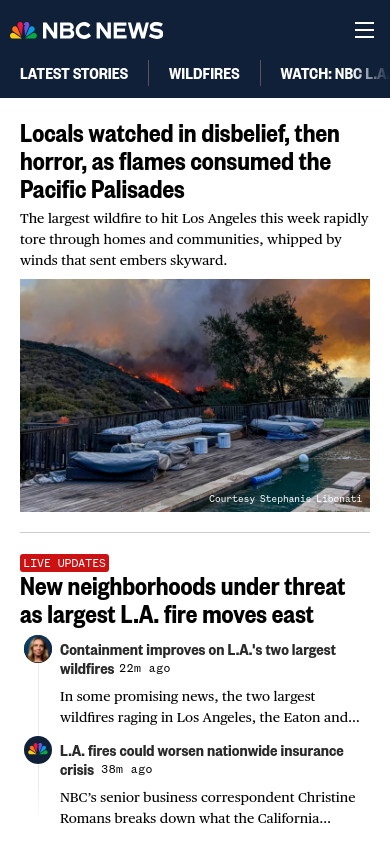 NBC NEWS
LATEST STORIES
WILDFIRES
WATCH: NBC L.A
Locals watched in disbelief, then
horror, as flames consumed the
Pacific Palisades
The largest wildfire to hit Los Angeles this week rapidly
tore through homes and communities, whipped by
winds that sent embers skyward.
Courtesy Stephanie Libonati
LIVE UPDATES
New neighborhoods under threat
as largest L.A. fire moves east
Containment improves on L.A.'s two largest
wildfires 22m ago
In some promising news, the two largest
wildfires raging in Los Angeles, the Eaton and...
L.A. fires could worsen nationwide insurance
crisis 38m ago
NBC’s senior business correspondent Christine
Romans breaks down what the California...